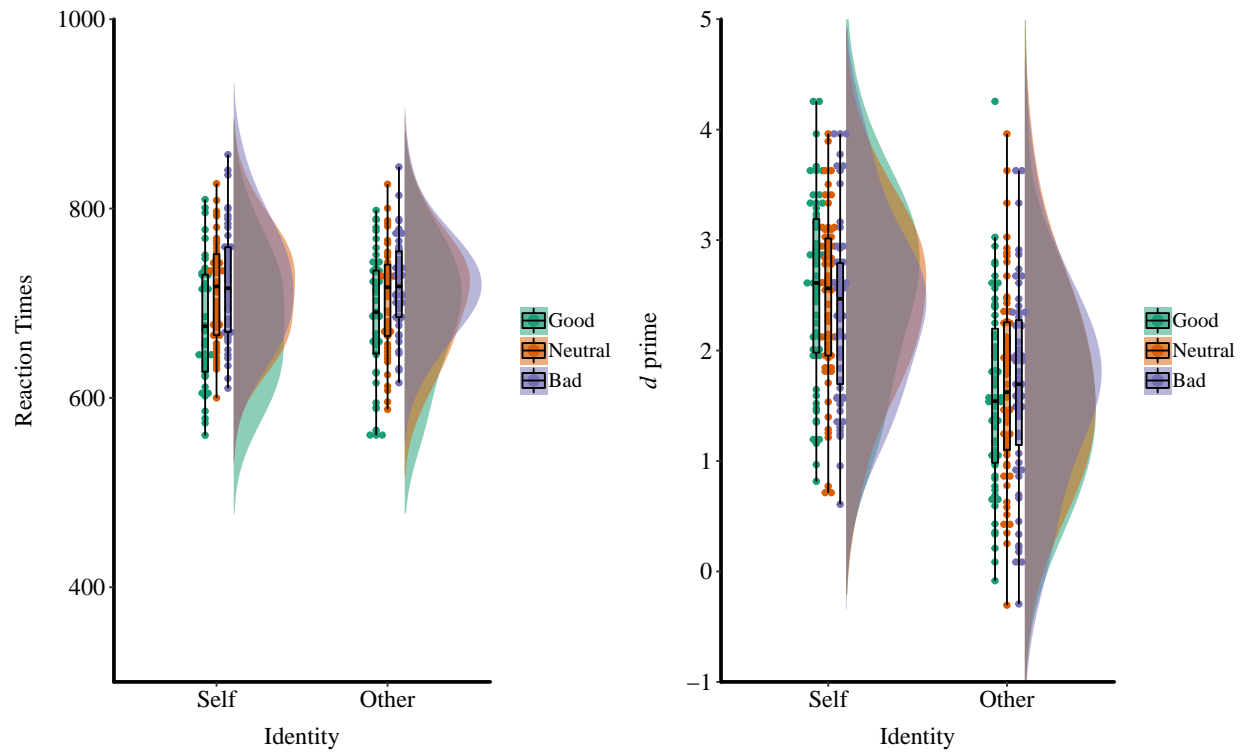 1000
800
600
400
Reaction Times
Self
Other
Identity
Good
Neutral
Bad
5
4
3
2
1
0
−1
d prime
Self
Other
Identity
Good
Neutral
Bad